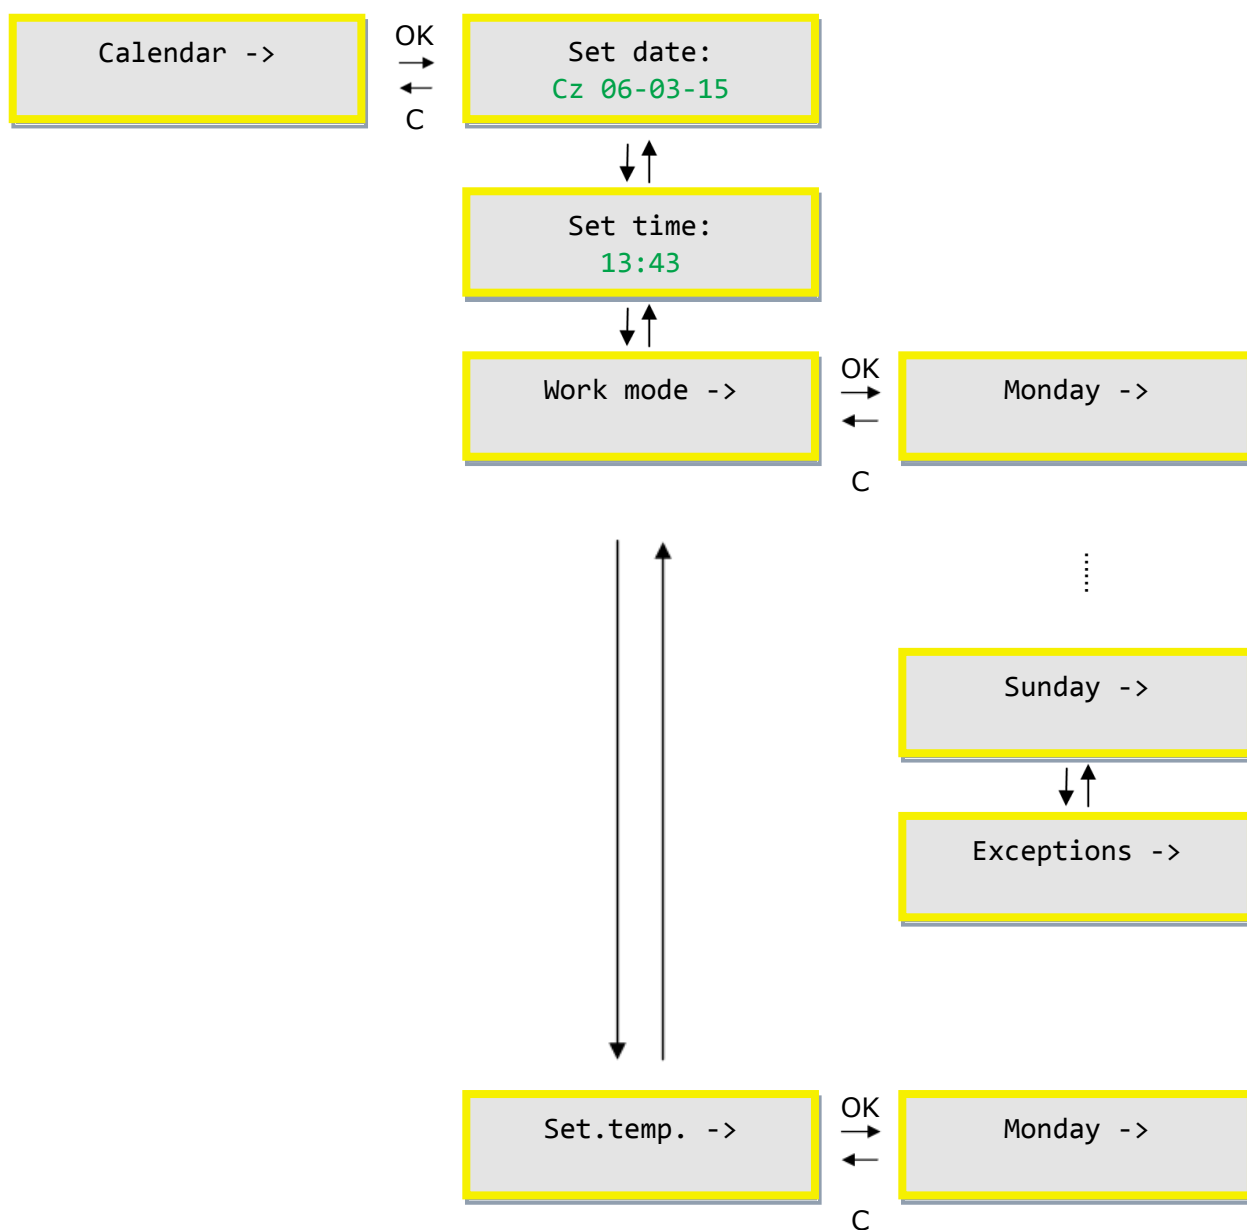 Calendar ->
OK
C
Set date:
Cz 06-03-15
Set time:
13:43
Work mode ->
OK
C
Monday ->
Sunday ->
Exceptions ->
Set.temp. ->
OK
C
Monday ->